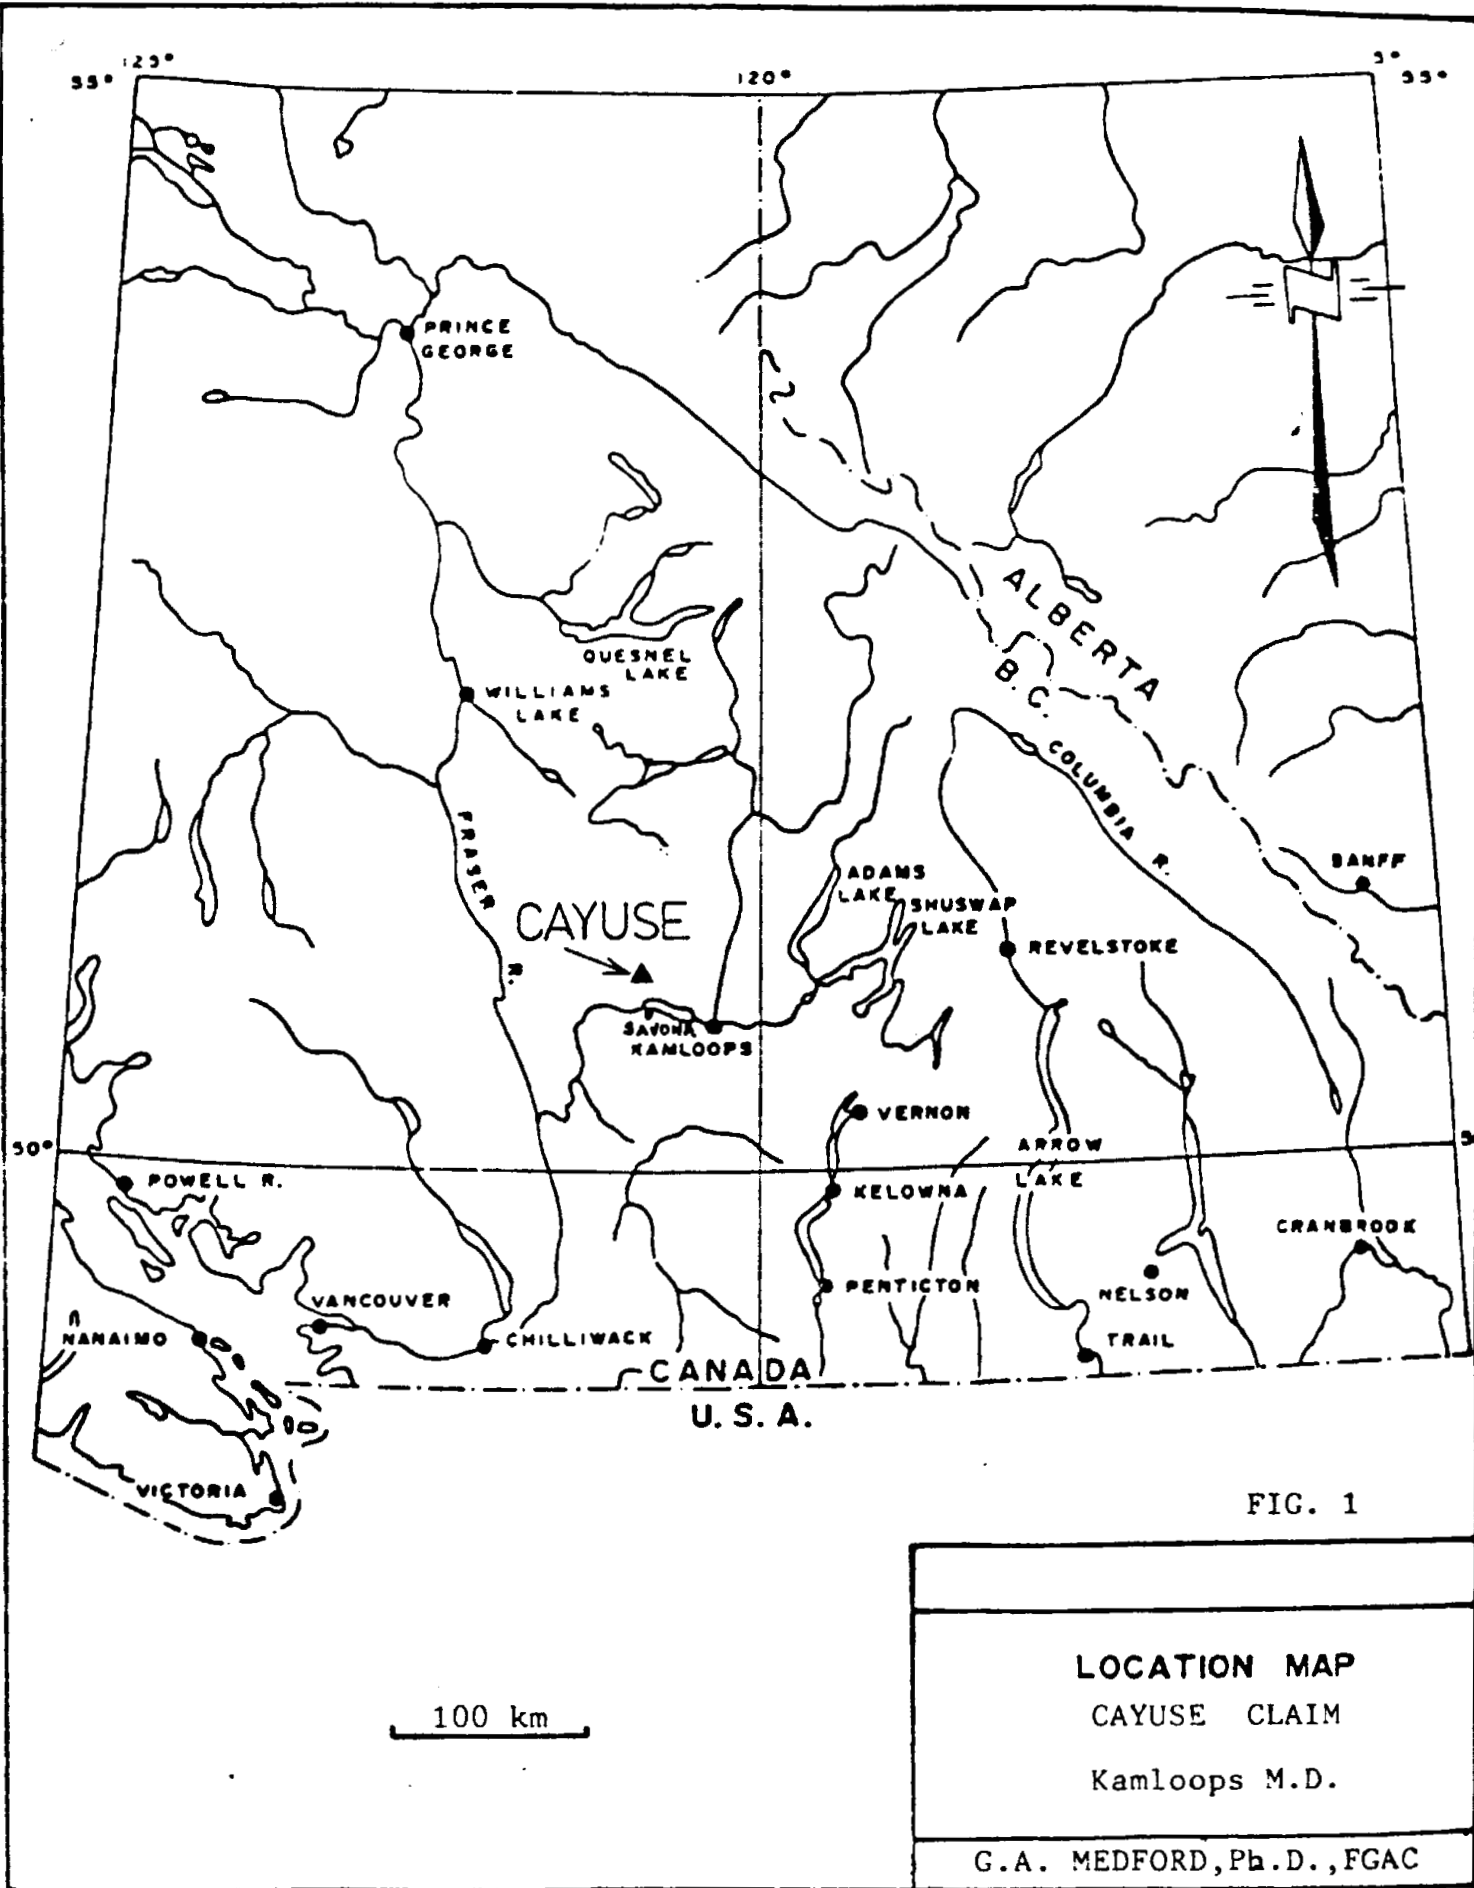 125°
55°
120°
5°
55°
PRINCE
GEORGE
ALBERTA
B.C.
QUESNEL
LAKE
WILLIAMS
LAKE
COLUMBIA R.
FRASER R.
BANFF
ADAMS
LAKE
SHUSWAP
LAKE
CAYUSE
REVELSTOKE
SAVONA
KAMLOOPS
VERNON
50°
ARROW
LAKE
POWELL R.
KELOWNA
CRANBROOK
PENTICTON
NELSON
VANCOUVER
NANAIMO
CHILLIWACK
TRAIL
CANADA
U.S.A.
VICTORIA
FIG. 1
LOCATION MAP
CAYUSE CLAIM
Kamloops M.D.
100 km
G.A. MEDFORD,Ph.D.,FGAC